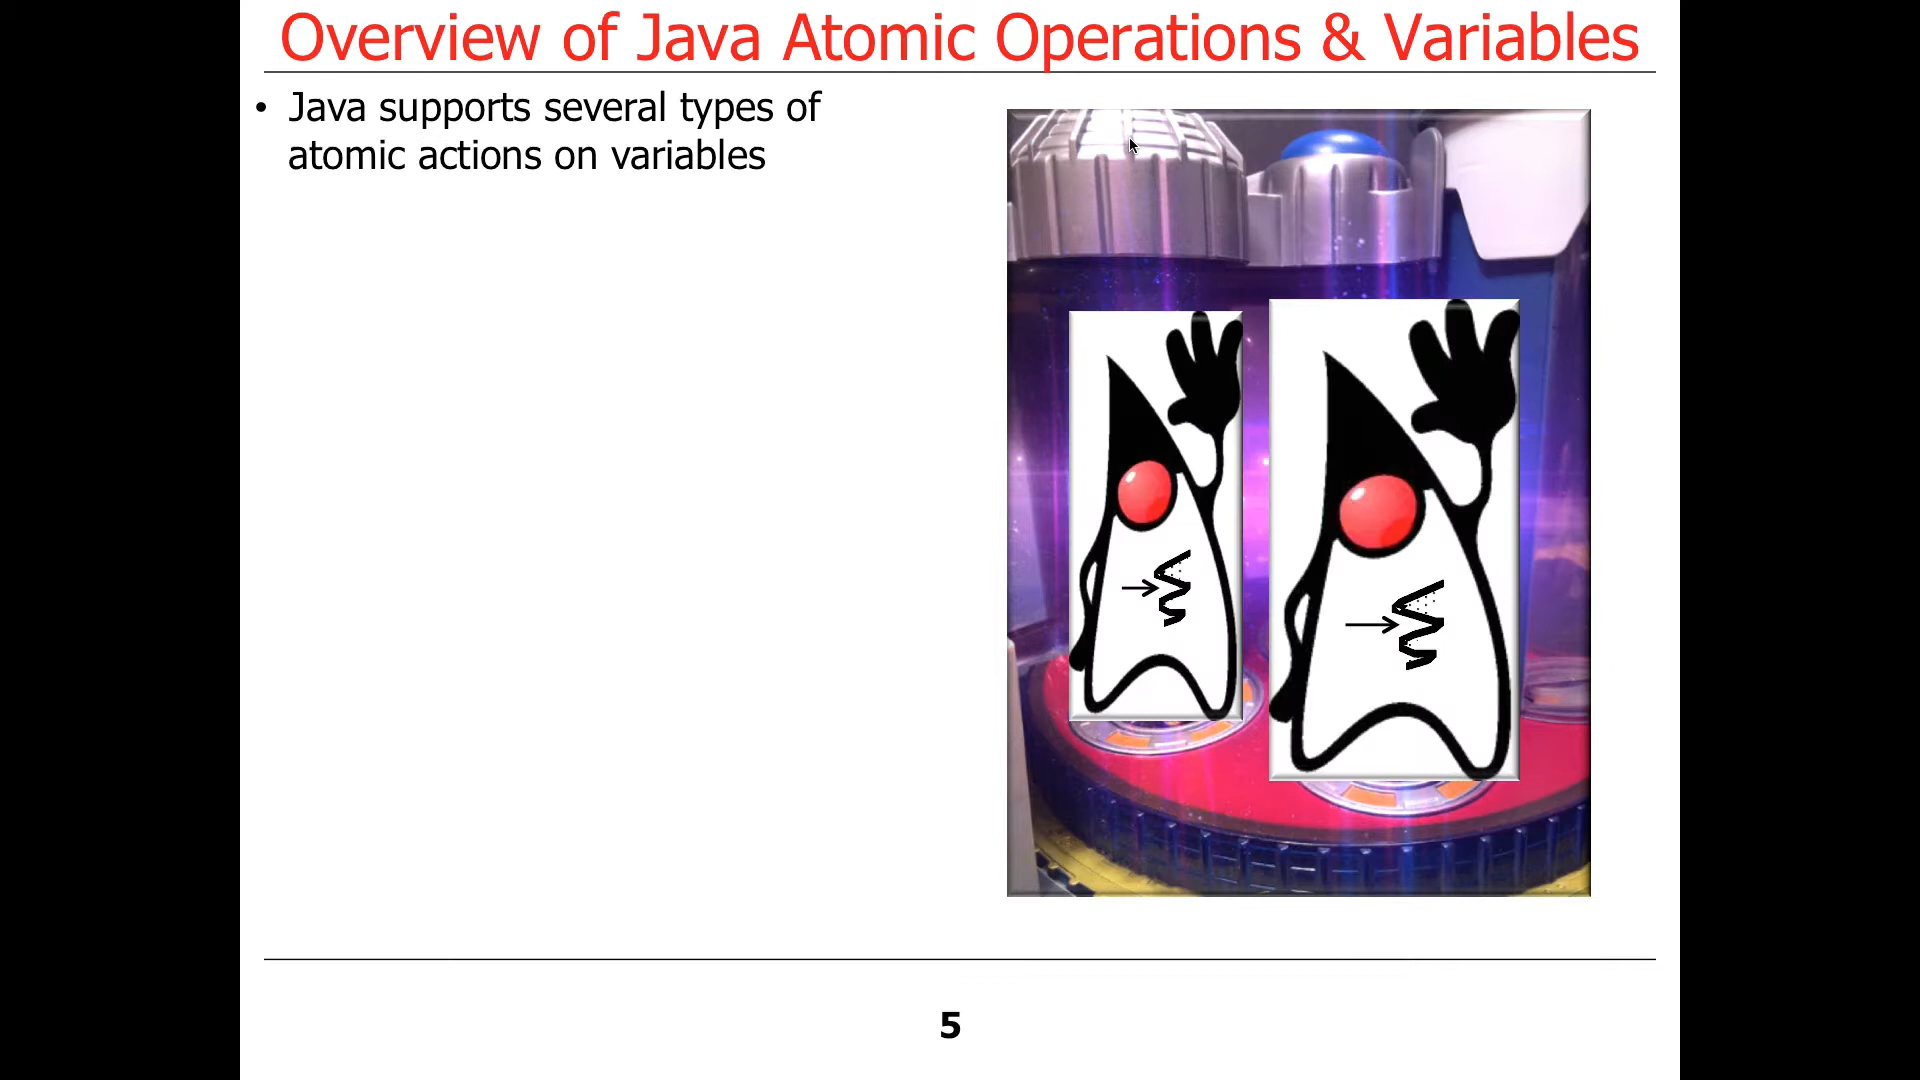 Overview of Java Atomic Operations & Variables
• Java supports several types of
atomic actions on variables
5